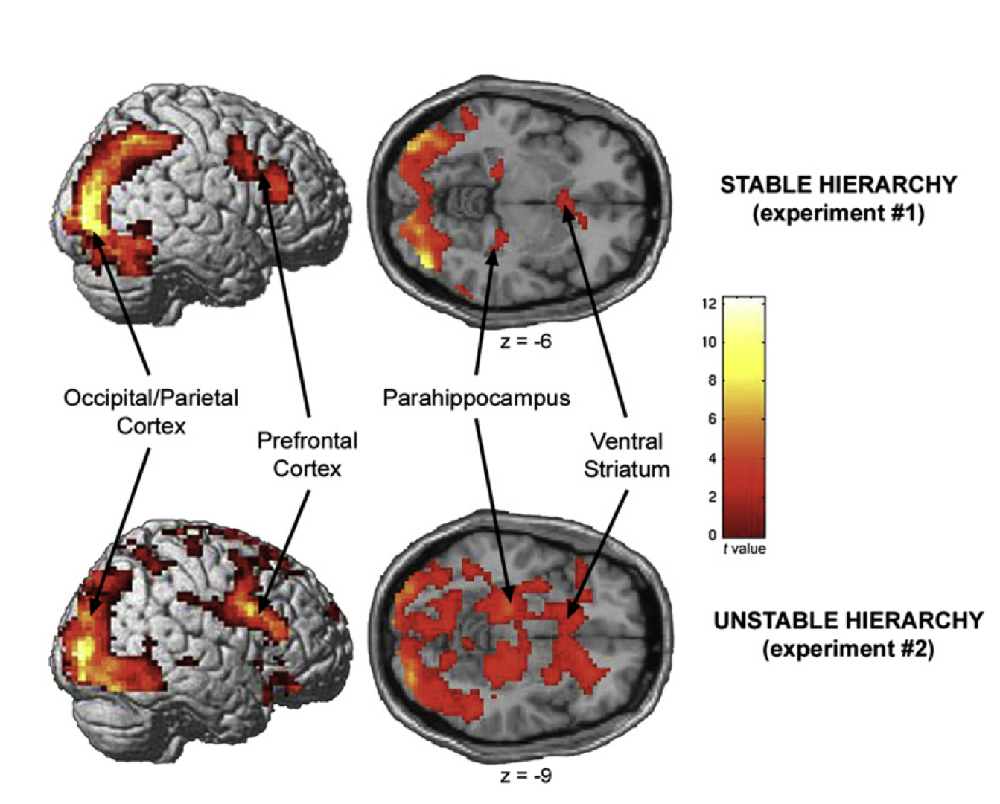 STABLE HIERARCHY
(experiment #1)
z = -6
12
10
8
6
4
2
0
t value
Occipital/Parietal
Cortex
Prefrontal
Cortex
Parahippocampus
Ventral
Striatum
UNSTABLE HIERARCHY
(experiment #2)
z = -9